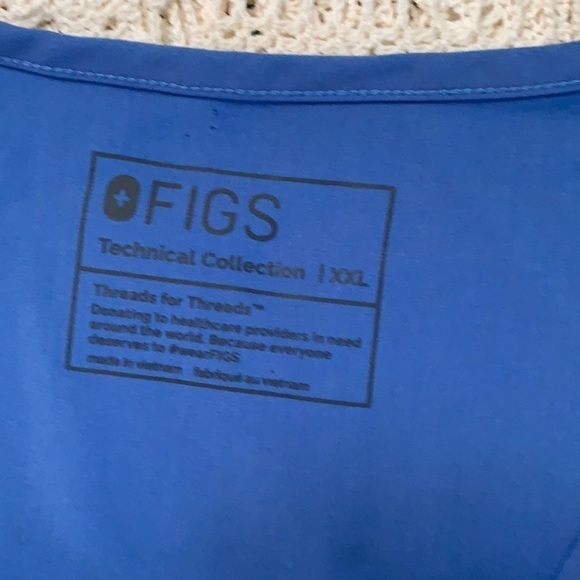 FIGS
Technical Collection | XXL
Threads for Threads™
Donating to healthcare providers in need
around the world. Because everyone
deserves to #wearFIGS
made in vietnam fabriqué au vietnam